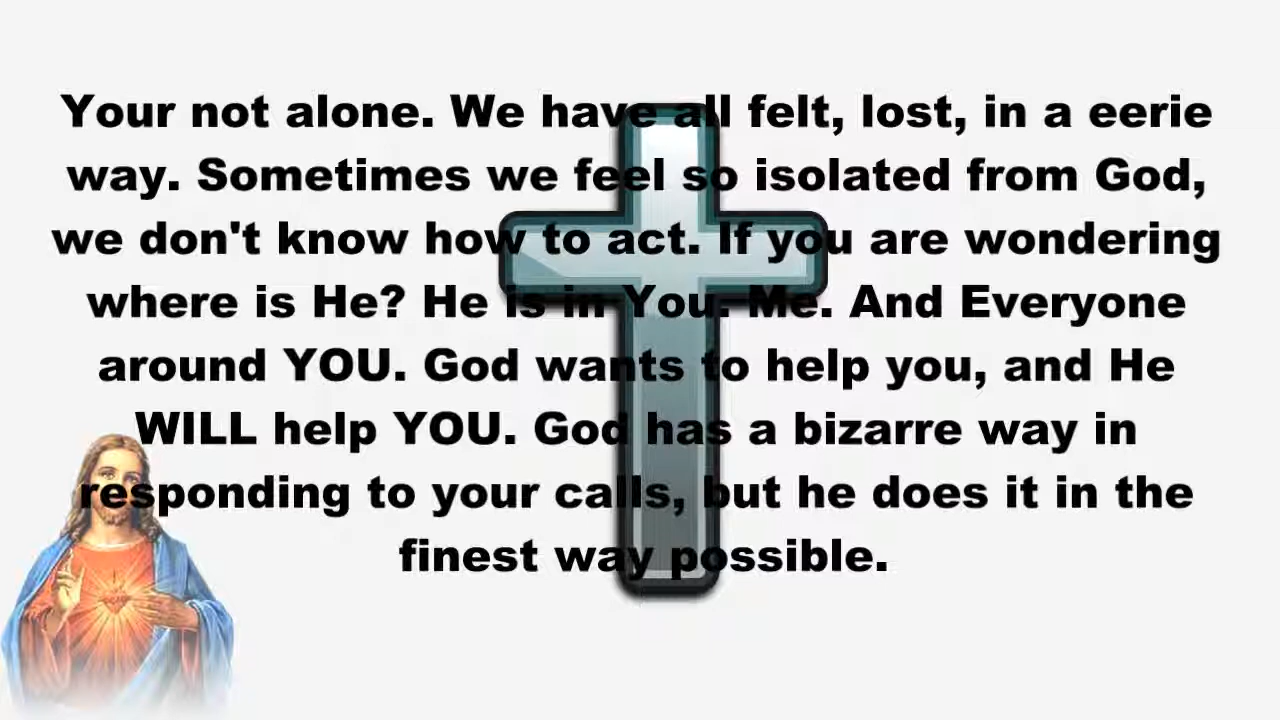 Your not alone. We have all felt, lost, in a eerie
way. Sometimes we feel so isolated from God,
we don't know how to act. If you are wondering
where is He? He is in You. Me. And Everyone
around YOU. God wants to help you, and He
WILL help YOU. God has a bizarre way in
responding to your calls, but he does it in the
finest way possible.